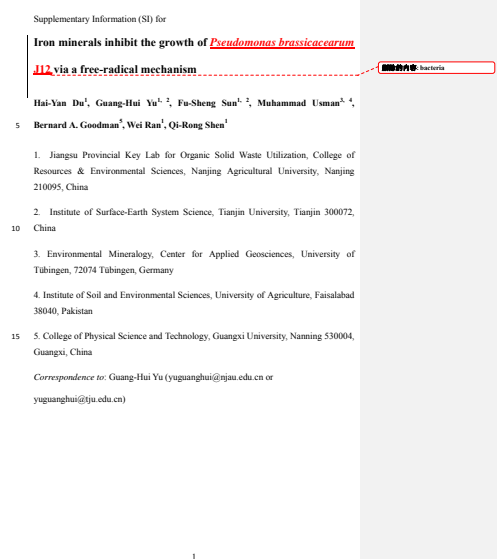 Supplementary Information (SI) for
Iron minerals inhibit the growth of Pseudomonas brassicacearum
J12 via a free-radical mechanism
删除的内容: bacteria
Hai-Yan Du1, Guang-Hui Yu1, 2, Fu-Sheng Sun1, 2, Muhammad Usman3, 4,
5 Bernard A. Goodman5, Wei Ran1, Qi-Rong Shen1
1. Jiangsu Provincial Key Lab for Organic Solid Waste Utilization, College of
Resources & Environmental Sciences, Nanjing Agricultural University, Nanjing
210095, China
2. Institute of Surface-Earth System Science, Tianjin University, Tianjin 300072,
10 China
3. Environmental Mineralogy, Center for Applied Geosciences, University of
Tübingen, 72074 Tübingen, Germany
4. Institute of Soil and Environmental Sciences, University of Agriculture, Faisalabad
38040, Pakistan
15 5. College of Physical Science and Technology, Guangxi University, Nanning 530004,
Guangxi, China
Correspondence to: Guang-Hui Yu (yuguanghui@njau.edu.cn or
yuguanghui@tju.edu.cn)
1